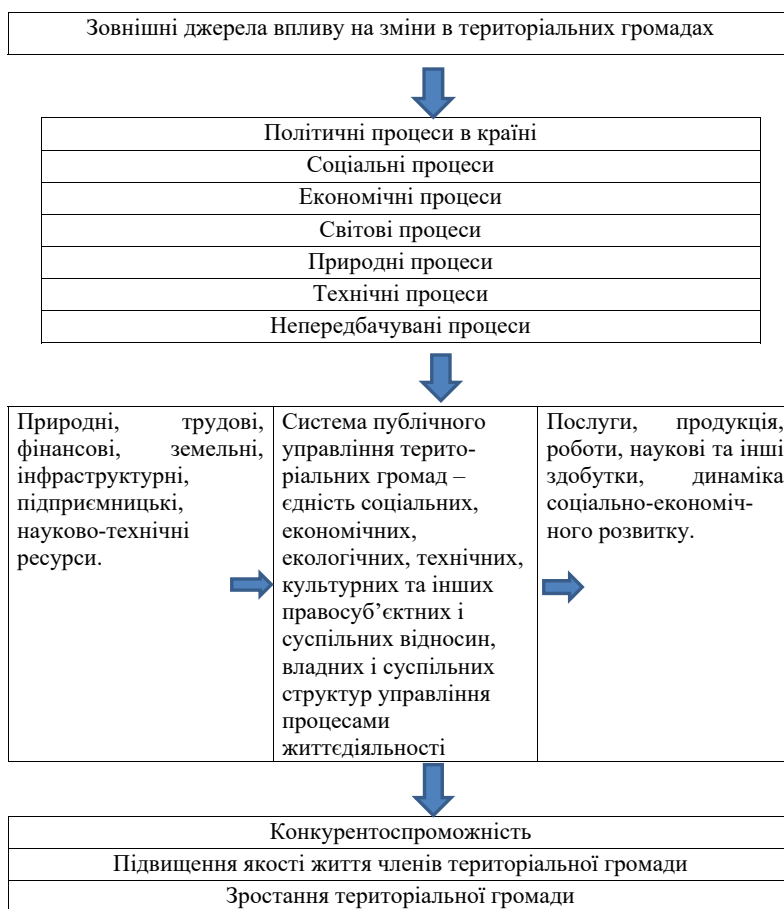 Зовнішні джерела впливу на зміни в територіальних громадах
Політичні процеси в країні
Соціальні процеси
Економічні процеси
Світові процеси
Природні процеси
Технічні процеси
Непередбачувані процеси
Природні, трудові,
фінансові, земельні,
інфраструктурні,
підприємницькі,
науково-технічні
ресурси.
Система публічного
управління терито-
ріальних громад –
єдність соціальних,
економічних,
екологічних, технічних,
культурних та інших
правосуб’єктних і
суспільних відносин,
владних і суспільних
структур управління
процесами
життєдіяльності
Послуги, продукція,
роботи, наукові та інші
здобутки, динаміка
соціально-економіч-
ного розвитку.
Конкурентоспроможність
Підвищення якості життя членів територіальної громади
Зростання територіальної громади